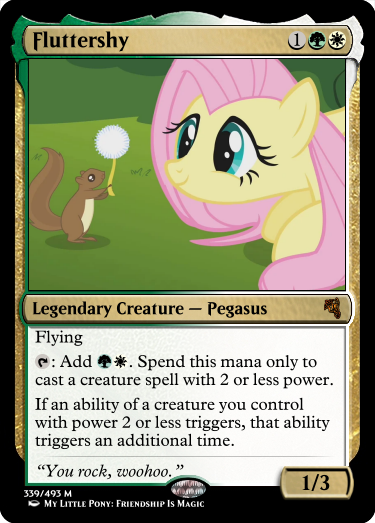 Fluttershy 1
Legendary Creature — Pegasus
Flying
: Add . Spend this mana only to
cast a creature spell with 2 or less power.
If an ability of a creature you control
with power 2 or less triggers, that ability
triggers an additional time.
“You rock, woohoo.”
1/3
339/493 M
My Little Pony: Friendship Is Magic